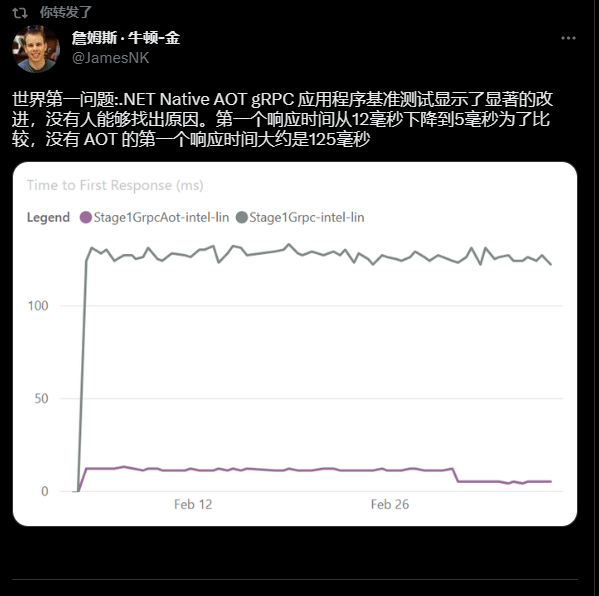 你转发了
詹姆斯·牛顿-金
@JamesNK
世界第一问题:.NET Native AOT gRPC 应用程序基准测试显示了显著的改
进，没有人能够找出原因。第一个响应时间从12毫秒下降到5毫秒为了比
较，没有 AOT 的第一个响应时间大约是125毫秒
Time to First Response (ms)
Legend Stage1GrpcAot-intel-lin Stage1Grpc-intel-lin
100
50
0
Feb 12 Feb 26